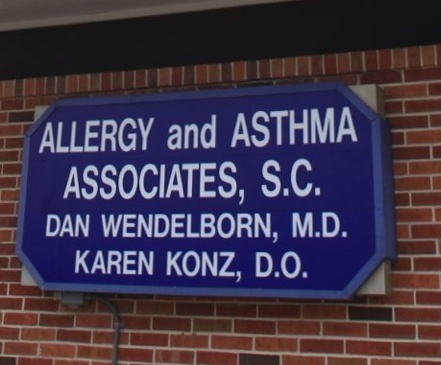 ALLERGY and ASTHMA
ASSOCIATES, S.C.
DAN WENDELBORN, M.D.
KAREN KONZ, D.O.